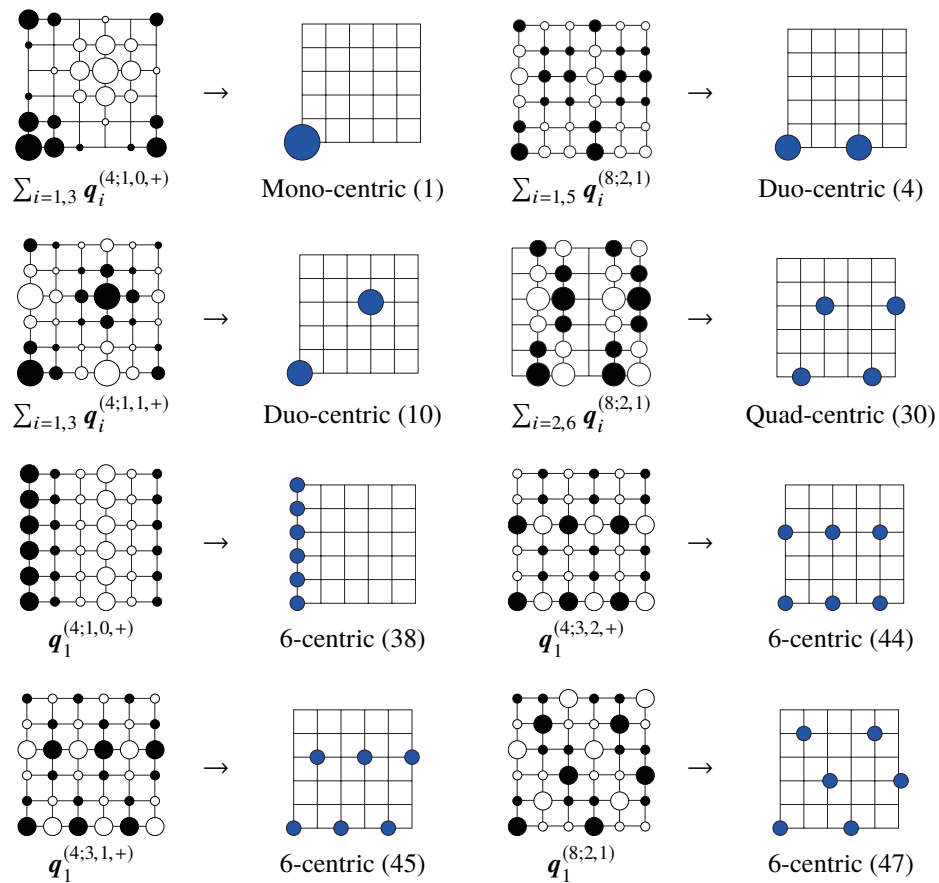 → →
∑_{i=1,3} q_i^{(4;1,0,+)} Mono-centric (1) ∑_{i=1,5} q_i^{(8;2,1)} Duo-centric (4)
→ →
∑_{i=1,3} q_i^{(4;1,1,+)} Duo-centric (10) ∑_{i=2,6} q_i^{(8;2,1)} Quad-centric (30)
→ →
q_1^{(4;1,0,+)} 6-centric (38) q_1^{(4;3,2,+)} 6-centric (44)
→ →
q_1^{(4;3,1,+)} 6-centric (45) q_1^{(8;2,1)} 6-centric (47)